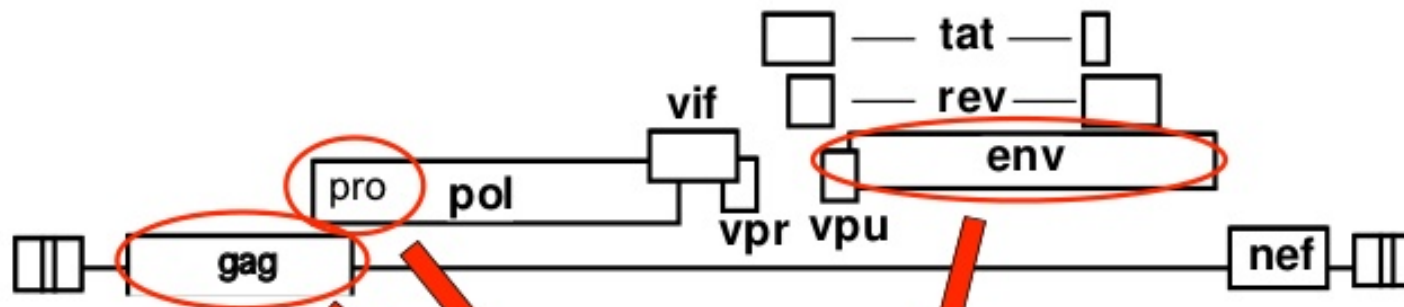 tat
rev
vif
env
pro pol
vpr vpu
gag nef